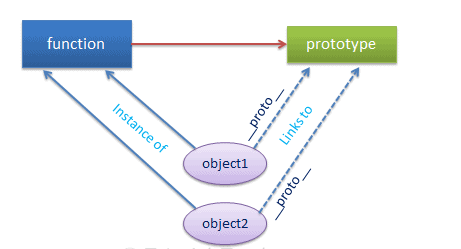 function
prototype
__proto__
Instance of
Links to
object1
__proto__
object2